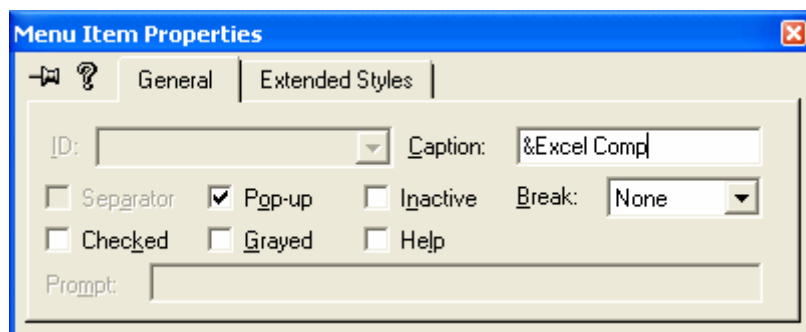 Menu Item Properties
General Extended Styles
ID: Caption: &Excel Comp
Separator Pop-up Inactive Break: None
Checked Grayed Help
Prompt: